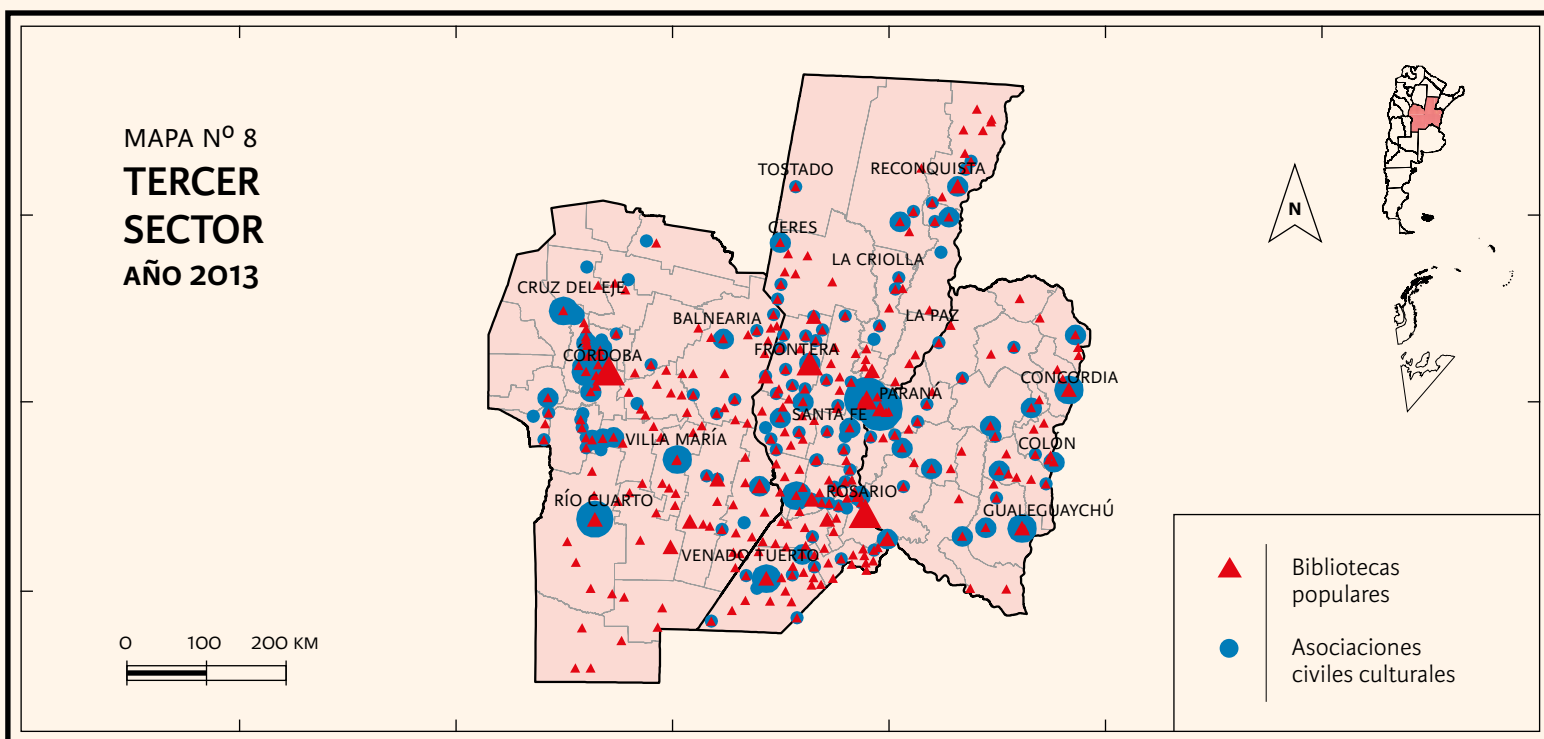 MAPA Nº 8
TERCER
SECTOR
AÑO 2013
TOSTADO
RECONQUISTA
CERES
LA CRIOLLA
CRUZ DEL EJE
BALNEARIA
LA PAZ
FRONTERA
CÓRDOBA
CONCORDIA
PARANÁ
SANTA FE
VILLA MARÍA
COLÓN
ROSARIO
RÍO CUARTO
GUALEGUAYCHÚ
VENADO TUERTO
N
Bibliotecas
populares
Asociaciones
civiles culturales
0 100 200 KM